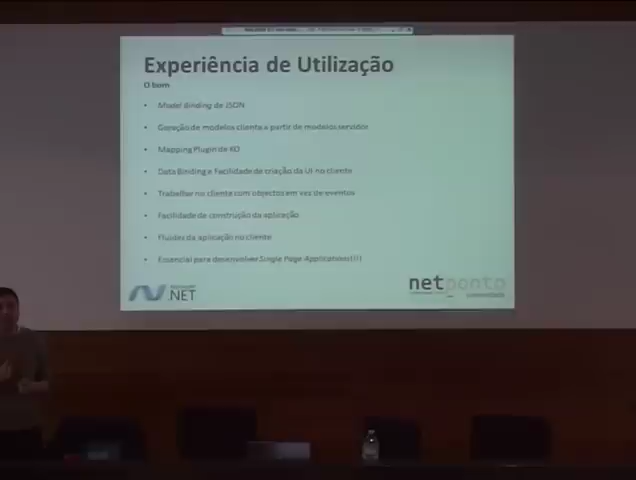 Experiência de Utilização
O bom
• Model Binding de JSON
• Geração de modelos cliente a partir de modelos servidor
• Mapping Plugin de KO
• Data Binding e Facilidade de criação da UI no cliente
• Trabalhar no cliente com objectos em vez de eventos
• Facilidade de construção da aplicação
• Fluidez da aplicação no cliente
• Essencial para desenvolver Single Page Applications!!!!
.NET
netponto
comunidade